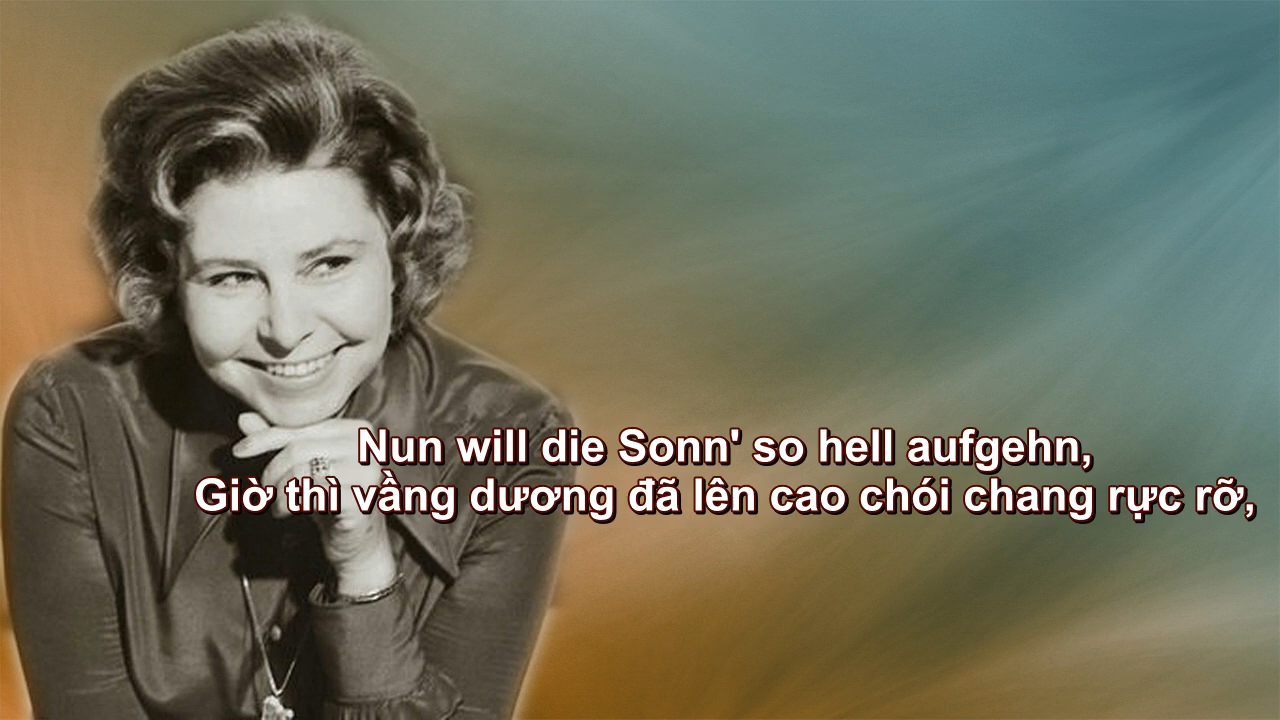 Nun will die Sonn' so hell aufgehn,
Giờ thì vầng dương đã lên cao chói chang rực rỡ,